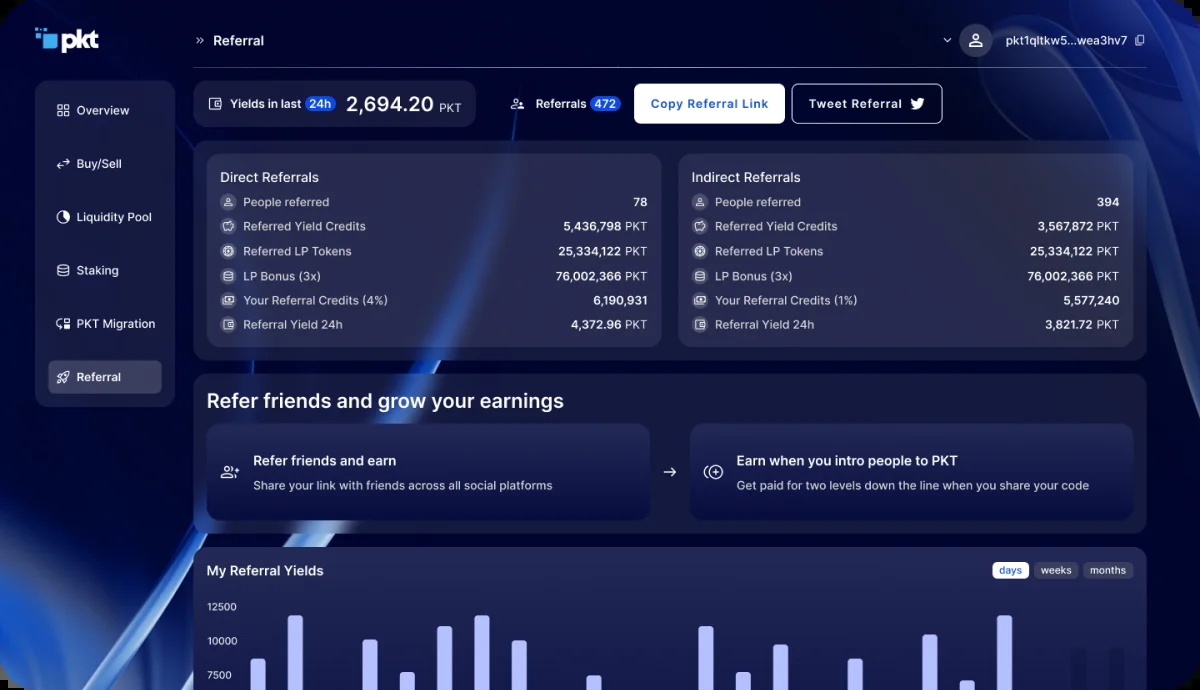 pkt
Overview
Buy/Sell
Liquidity Pool
Staking
PKT Migration
Referral
» Referral
pkt1qltkw5...wea3hv7
Yields in last 24h 2,694.20 PKT
Referrals 472
Copy Referral Link
Tweet Referral
Direct Referrals
People referred 78
Referred Yield Credits 5,436,798 PKT
Referred LP Tokens 25,334,122 PKT
LP Bonus (3x) 76,002,366 PKT
Your Referral Credits (4%) 6,190,931
Referral Yield 24h 4,372.96 PKT
Indirect Referrals
People referred 394
Referred Yield Credits 3,567,872 PKT
Referred LP Tokens 25,334,122 PKT
LP Bonus (3x) 76,002,366 PKT
Your Referral Credits (1%) 5,577,240
Referral Yield 24h 3,821.72 PKT
Refer friends and grow your earnings
Refer friends and earn
Share your link with friends across all social platforms
Earn when you intro people to PKT
Get paid for two levels down the line when you share your code
My Referral Yields
days weeks months
12500
10000
7500